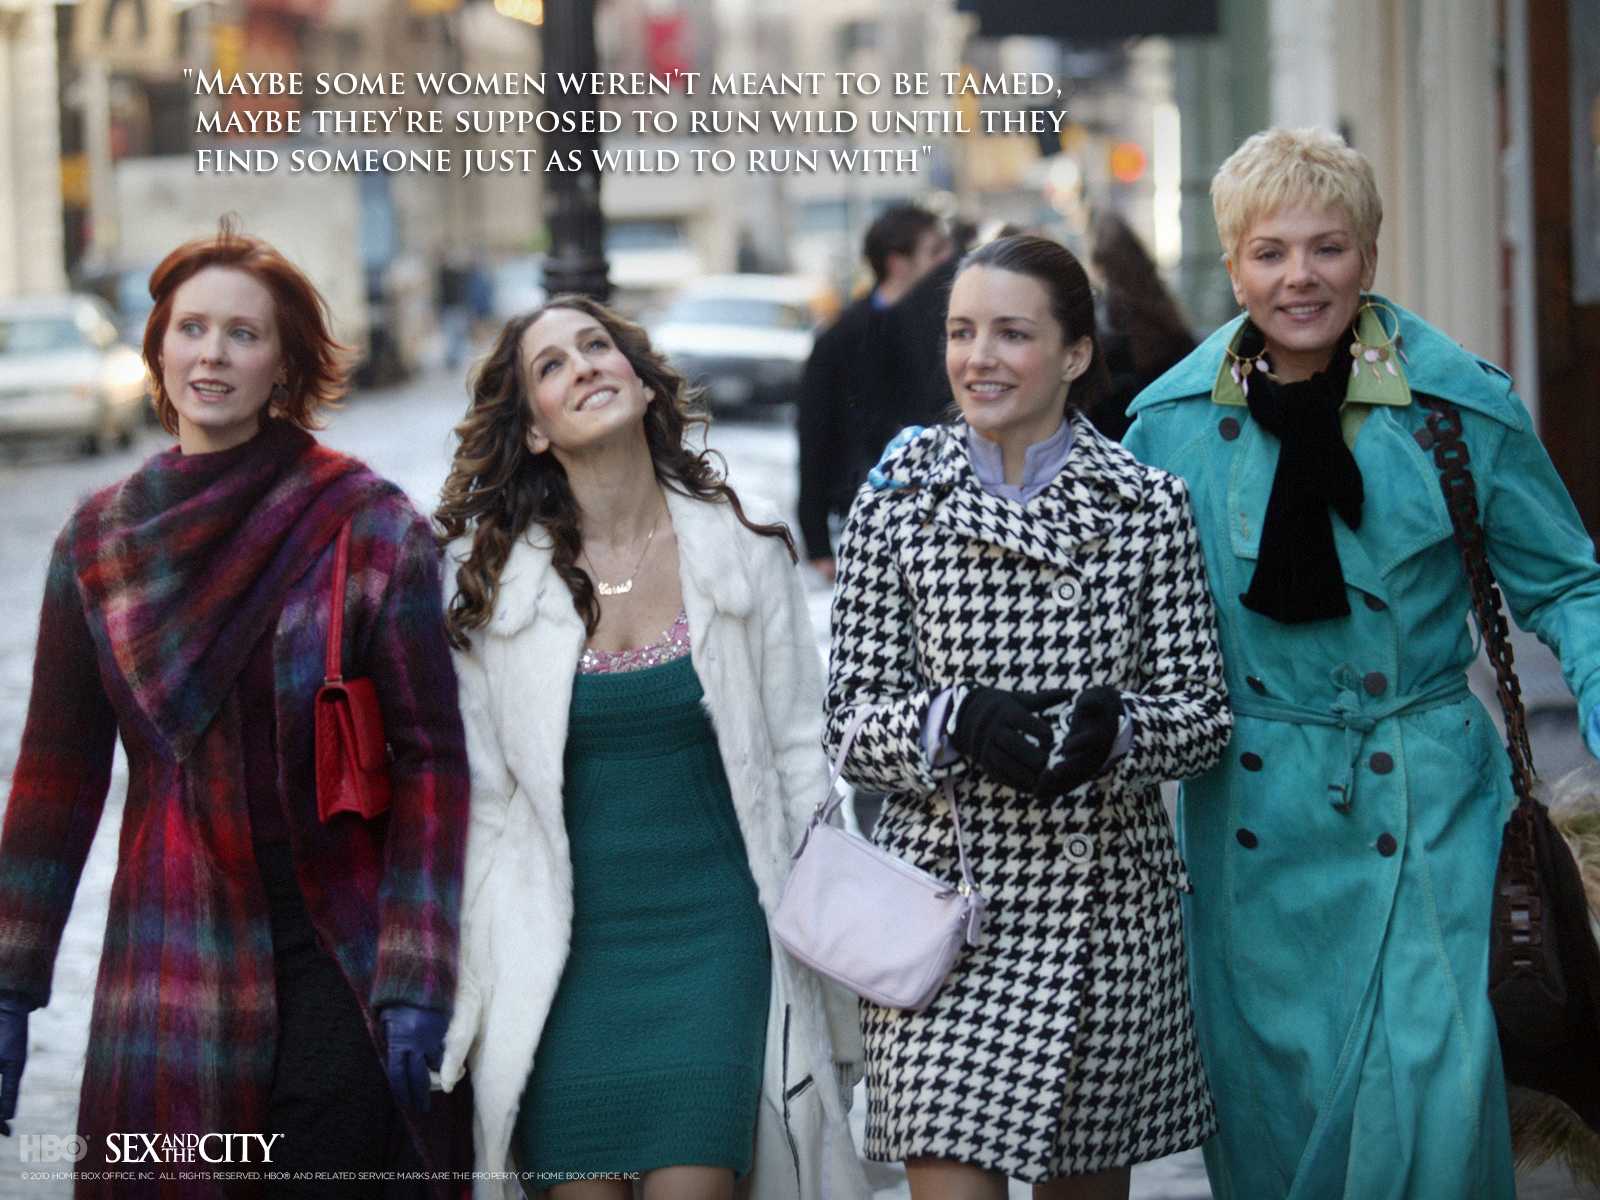 "Maybe some women weren't meant to be tamed,
maybe they're supposed to run wild until they
find someone just as wild to run with"
Carrie
HBO® SEX AND THE CITY®
© 2010 HOME BOX OFFICE, INC. ALL RIGHTS RESERVED. HBO® AND RELATED SERVICE MARKS ARE THE PROPERTY OF HOME BOX OFFICE, INC.